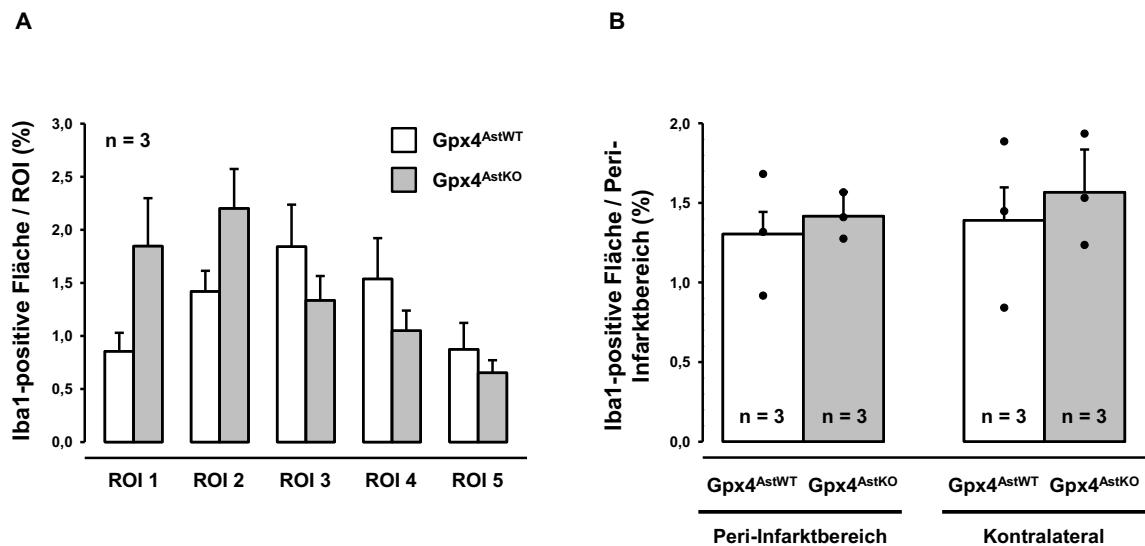 A
Iba1-positive Fläche / ROI (%)
3,0
2,5
2,0
1,5
1,0
0,5
0,0
n = 3
Gpx4AstWT
Gpx4AstKO
ROI 1 ROI 2 ROI 3 ROI 4 ROI 5
B
Iba1-positive Fläche / Peri-
Infarktbereich (%)
2,0
1,5
1,0
0,5
0,0
n = 3 n = 3 n = 3 n = 3
Gpx4AstWT Gpx4AstKO Gpx4AstWT Gpx4AstKO
Peri-Infarktbereich Kontralateral